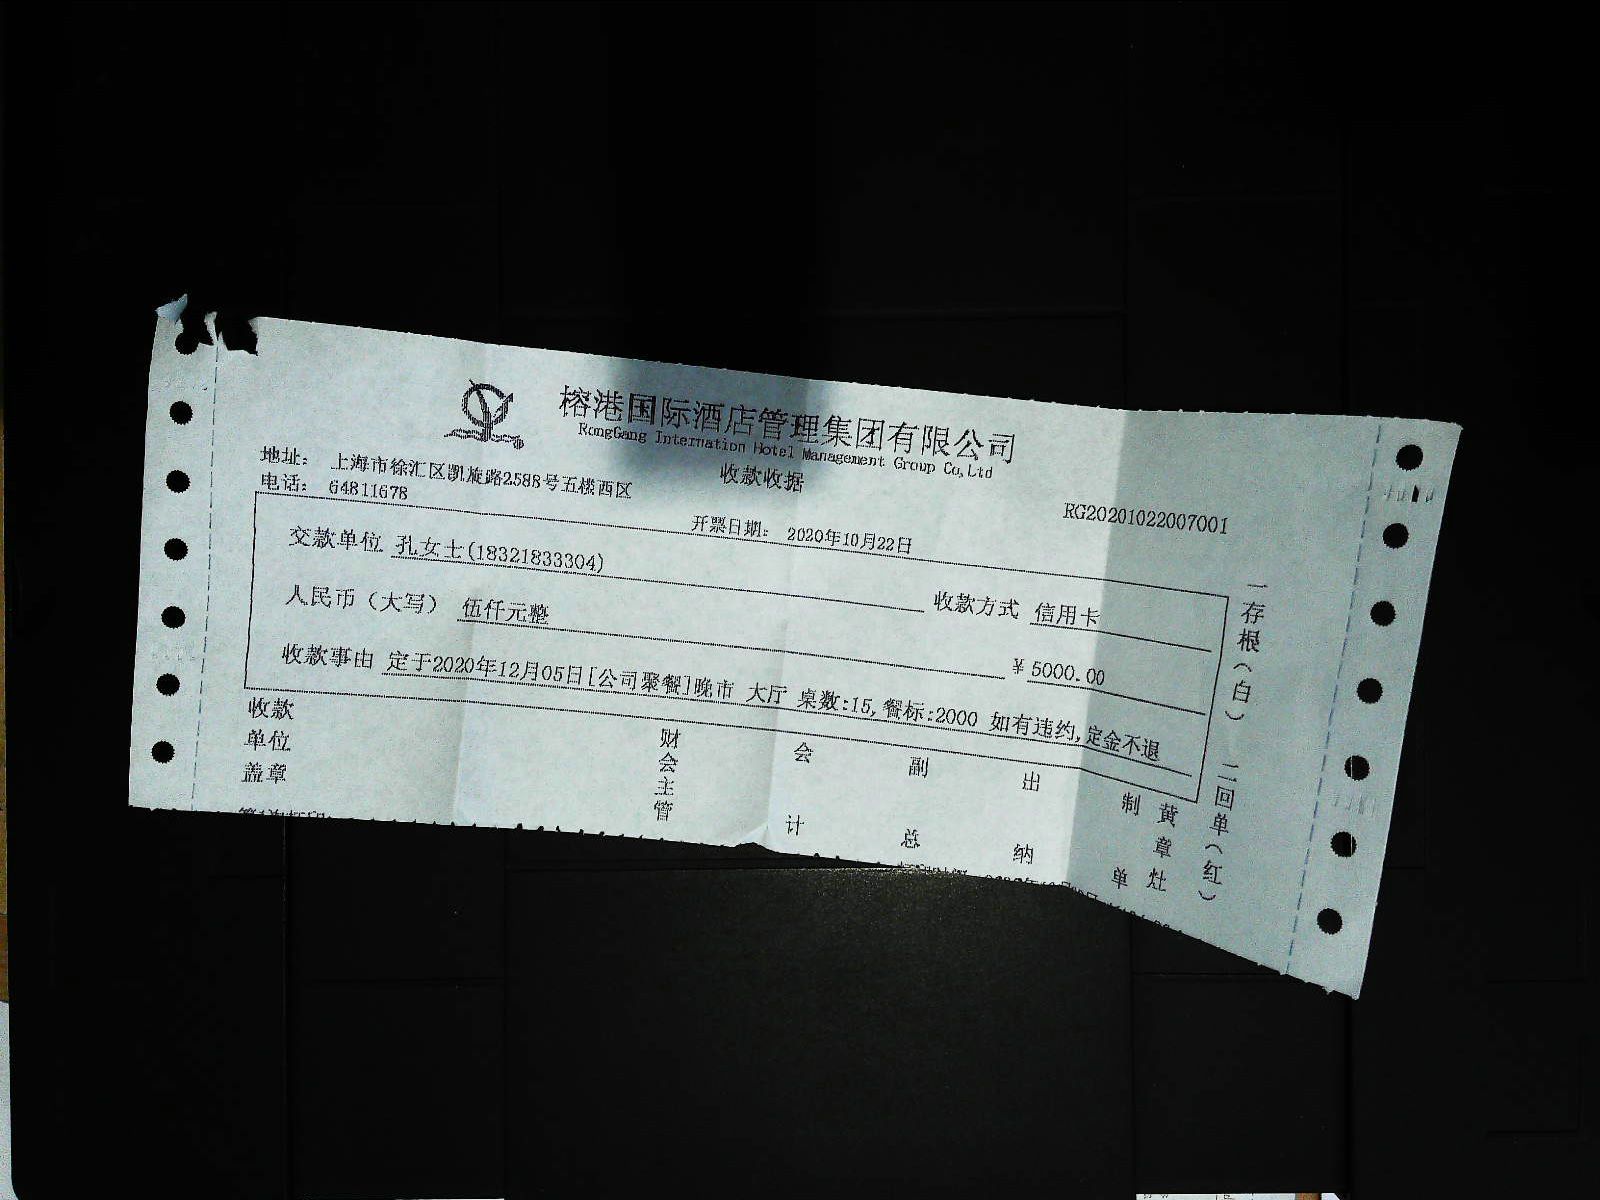 榕港国际酒店管理集团有限公司
RongGang Internation Hotel Management Group Co,Ltd
收款收据
地址： 上海市徐汇区凯旋路2588号五楼西区
电话： 64811678
RG20201022007001
开票日期： 2020年10月22日
交款单位 孔女士(18321833304) 收款方式 信用卡
人民币（大写） 伍仟元整 ¥ 5000.00
收款事由 定于2020年12月05日[公司聚餐]晚市 大厅 桌数:15,餐标:2000 如有违约,定金不退
收款单位盖章
财会主管
会计
副总
出纳
制单
黄章灶
一存根（白） 二回单（红）